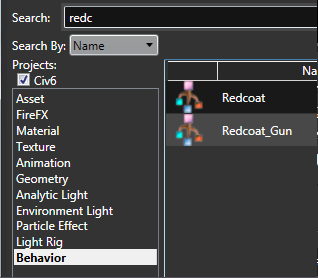 Search: redc
Search By: Name
Projects:
Civ6
Asset
FireFX
Material
Texture
Animation
Geometry
Analytic Light
Environment Light
Particle Effect
Light Rig
Behavior
Na
Redcoat
Redcoat_Gun